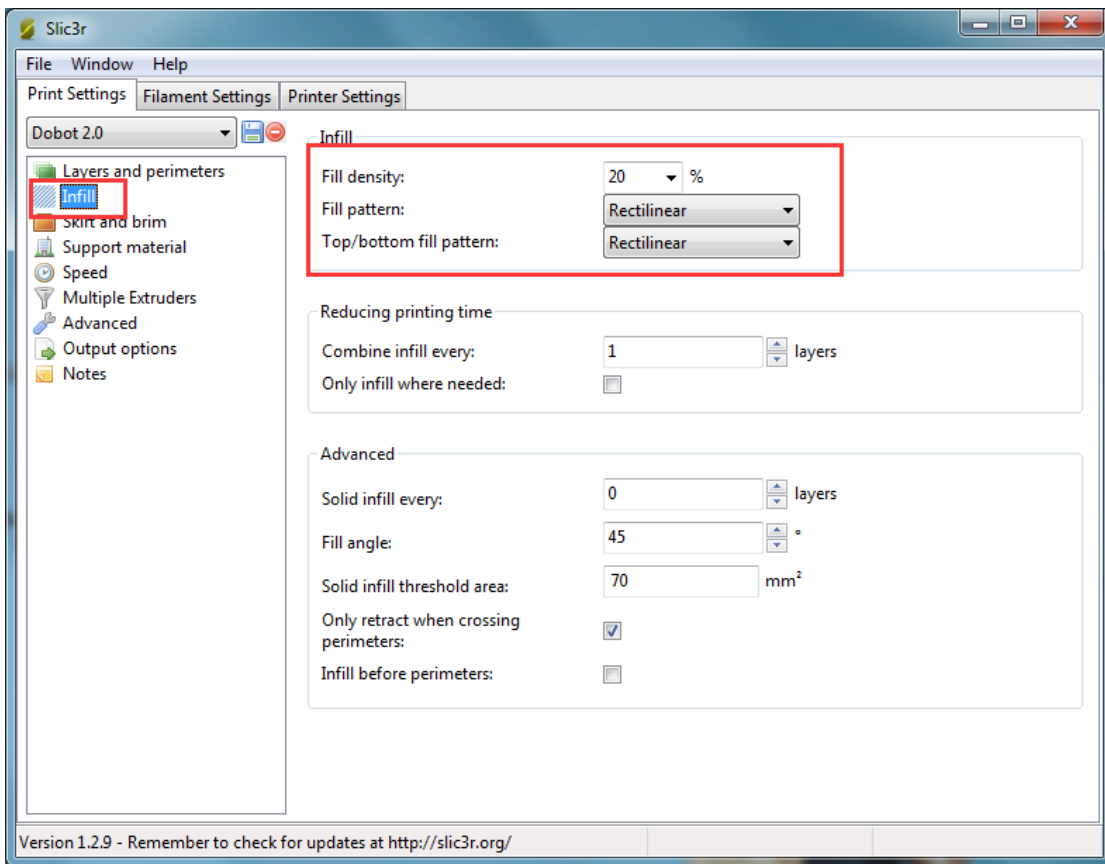 Slic3r
File Window Help
Print Settings Filament Settings Printer Settings
Dobot 2.0
Layers and perimeters
Infill
Skirt and brim
Support material
Speed
Multiple Extruders
Advanced
Output options
Notes
Infill
Fill density: 20 %
Fill pattern: Rectilinear
Top/bottom fill pattern: Rectilinear
Reducing printing time
Combine infill every: 1 layers
Only infill where needed:
Advanced
Solid infill every: 0 layers
Fill angle: 45 °
Solid infill threshold area: 70 mm²
Only retract when crossing
perimeters:
Infill before perimeters:
Version 1.2.9 - Remember to check for updates at http://slic3r.org/